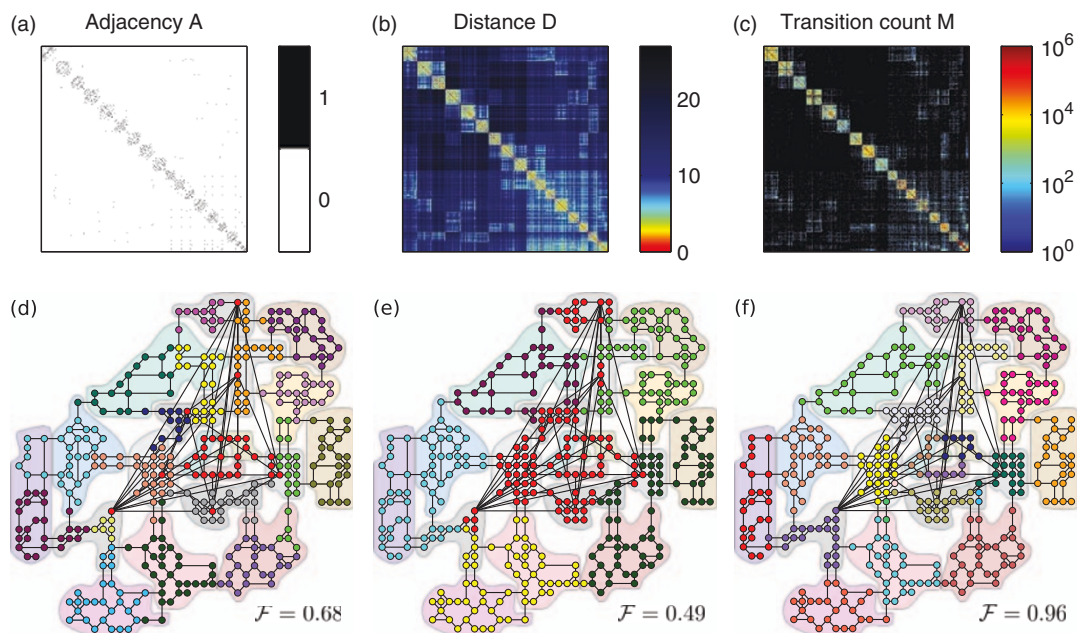 (a) Adjacency A
1
0
(b) Distance D
20
10
0
(c) Transition count M
10^6
10^4
10^2
10^0
(d)
F = 0.68
(e)
F = 0.49
(f)
F = 0.96